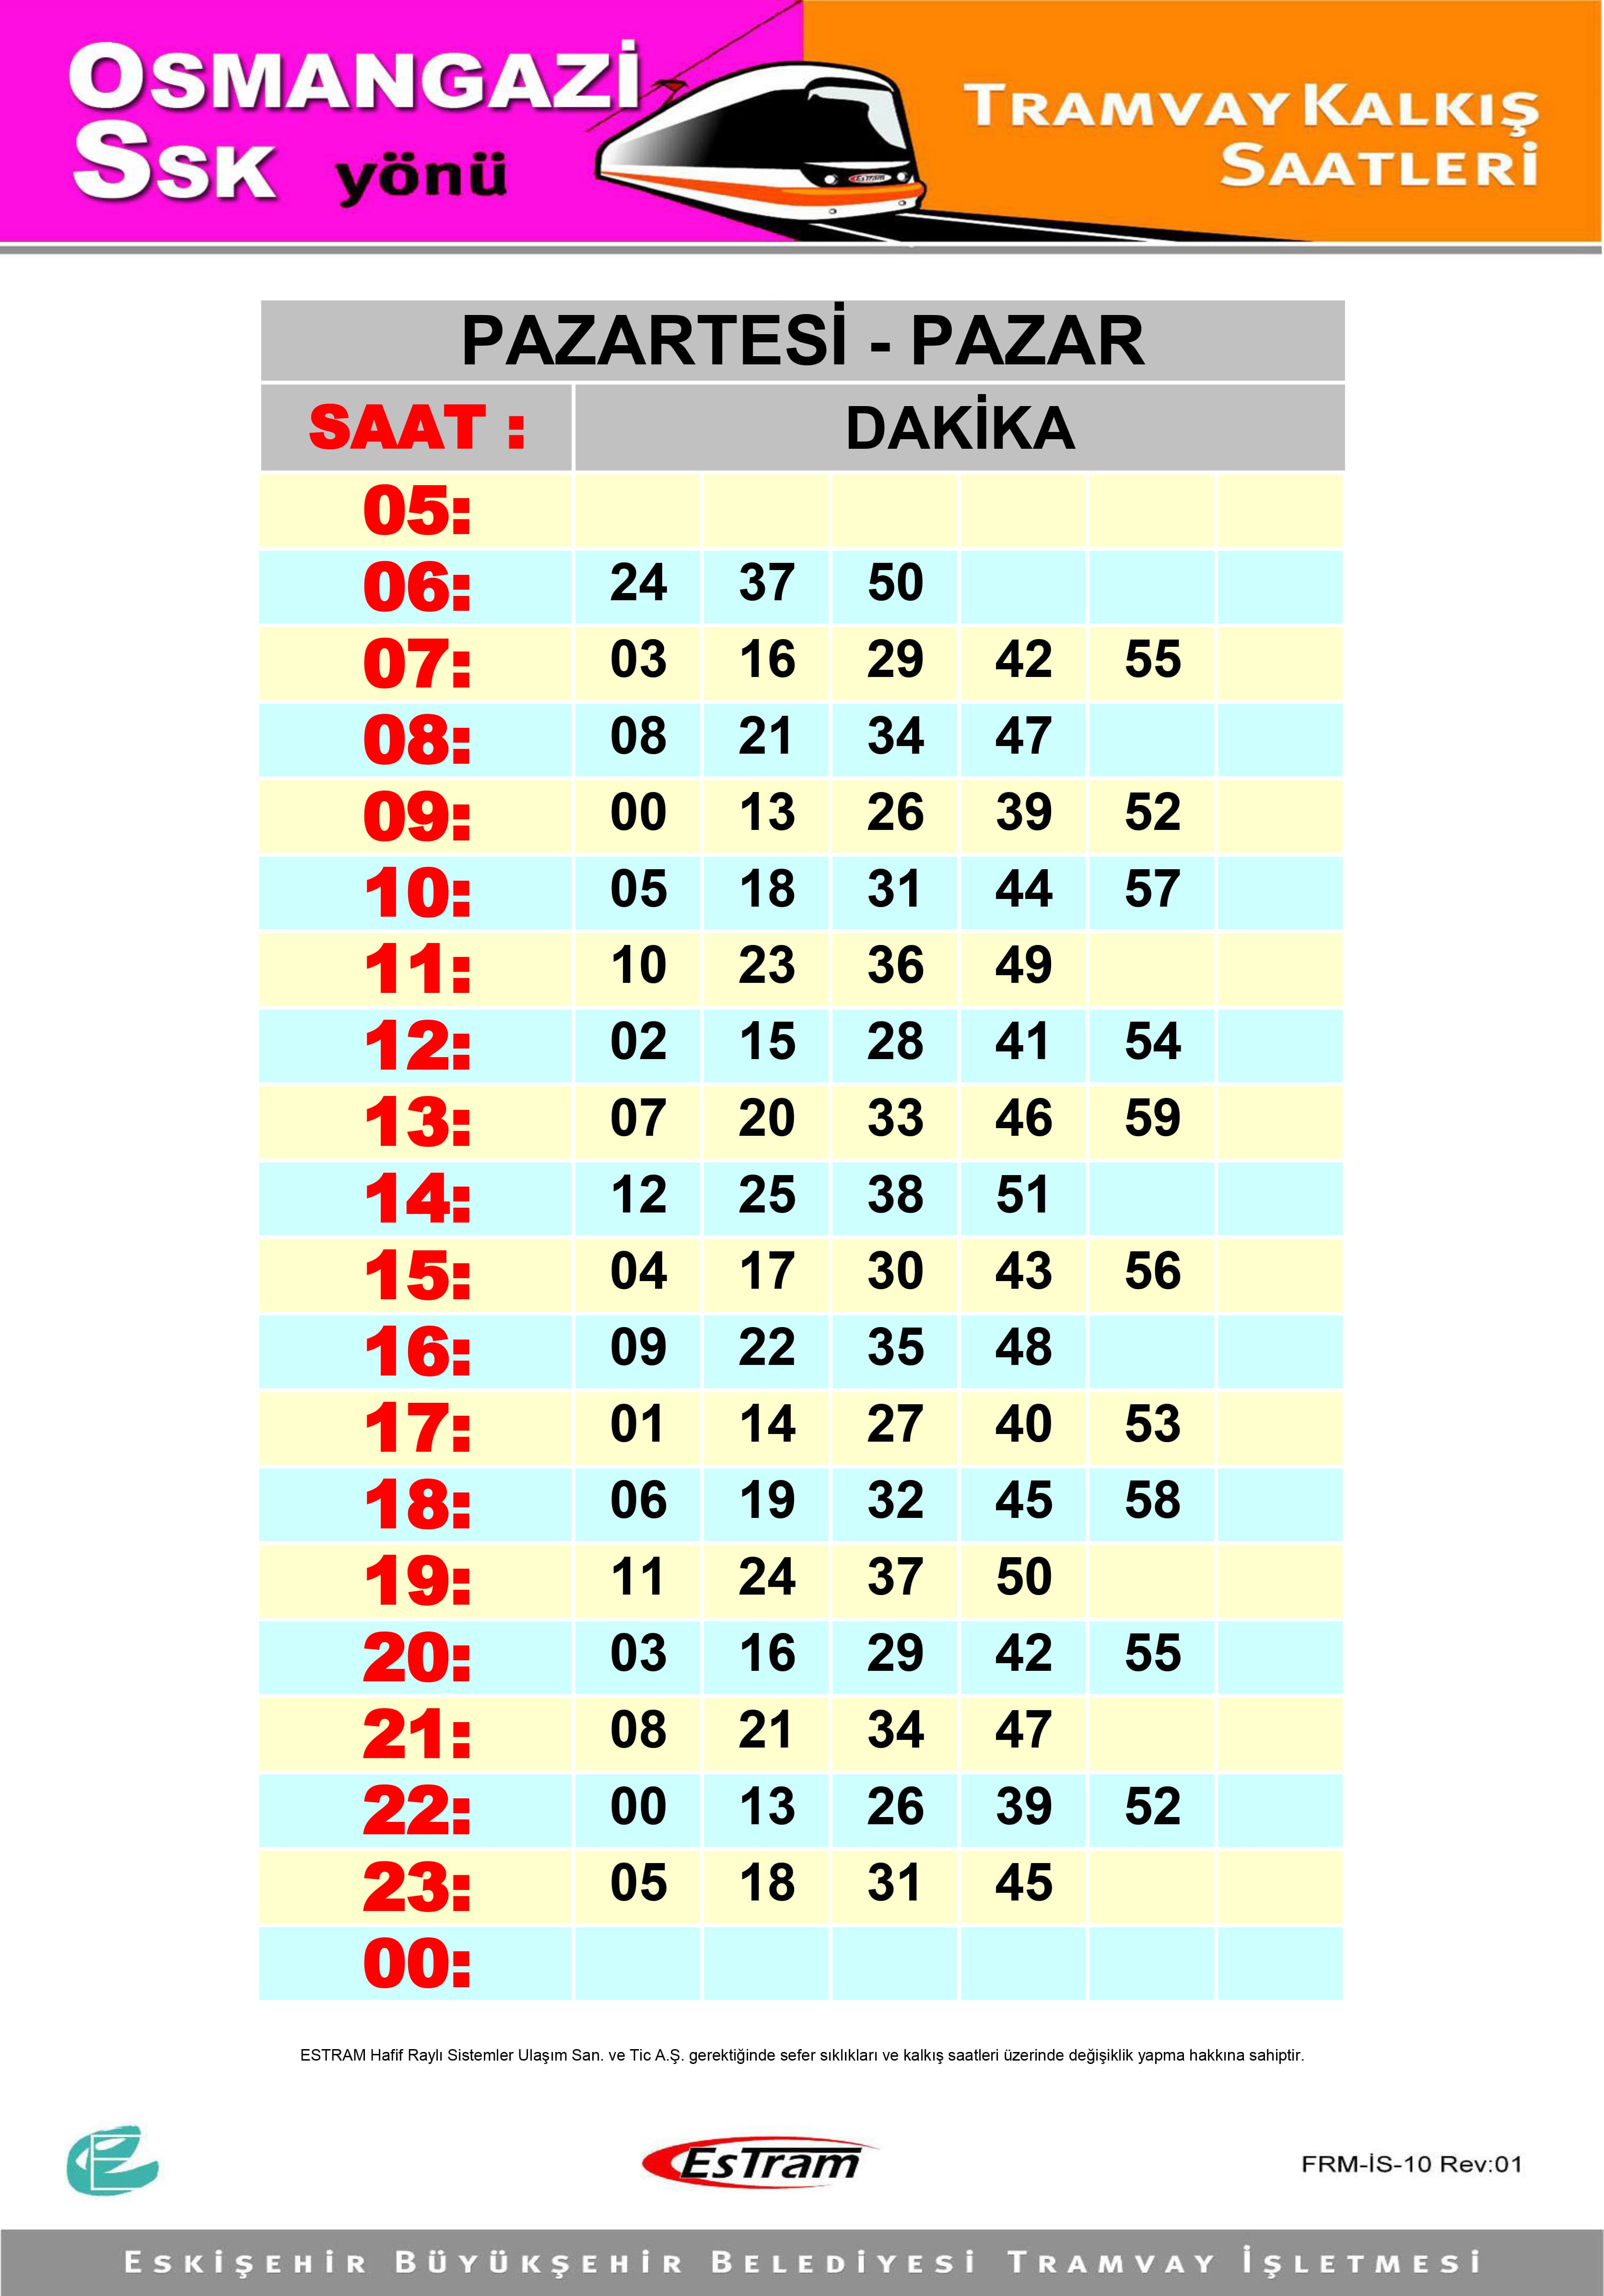 OSMANGAZİ
SSK yönü
TRAMVAY KALKIŞ
SAATLERİ
ESTRAM
PAZARTESİ - PAZAR
SAAT : DAKİKA
05:
06: 24 37 50
07: 03 16 29 42 55
08: 08 21 34 47
09: 00 13 26 39 52
10: 05 18 31 44 57
11: 10 23 36 49
12: 02 15 28 41 54
13: 07 20 33 46 59
14: 12 25 38 51
15: 04 17 30 43 56
16: 09 22 35 48
17: 01 14 27 40 53
18: 06 19 32 45 58
19: 11 24 37 50
20: 03 16 29 42 55
21: 08 21 34 47
22: 00 13 26 39 52
23: 05 18 31 45
00:
ESTRAM Hafif Raylı Sistemler Ulaşım San. ve Tic A.Ş. gerektiğinde sefer sıklıkları ve kalkış saatleri üzerinde değişiklik yapma hakkına sahiptir.
EsTram
FRM-İS-10 Rev:01
ESKİŞEHİR BÜYÜKŞEHİR BELEDİYESİ TRAMVAY İŞLETMESİ